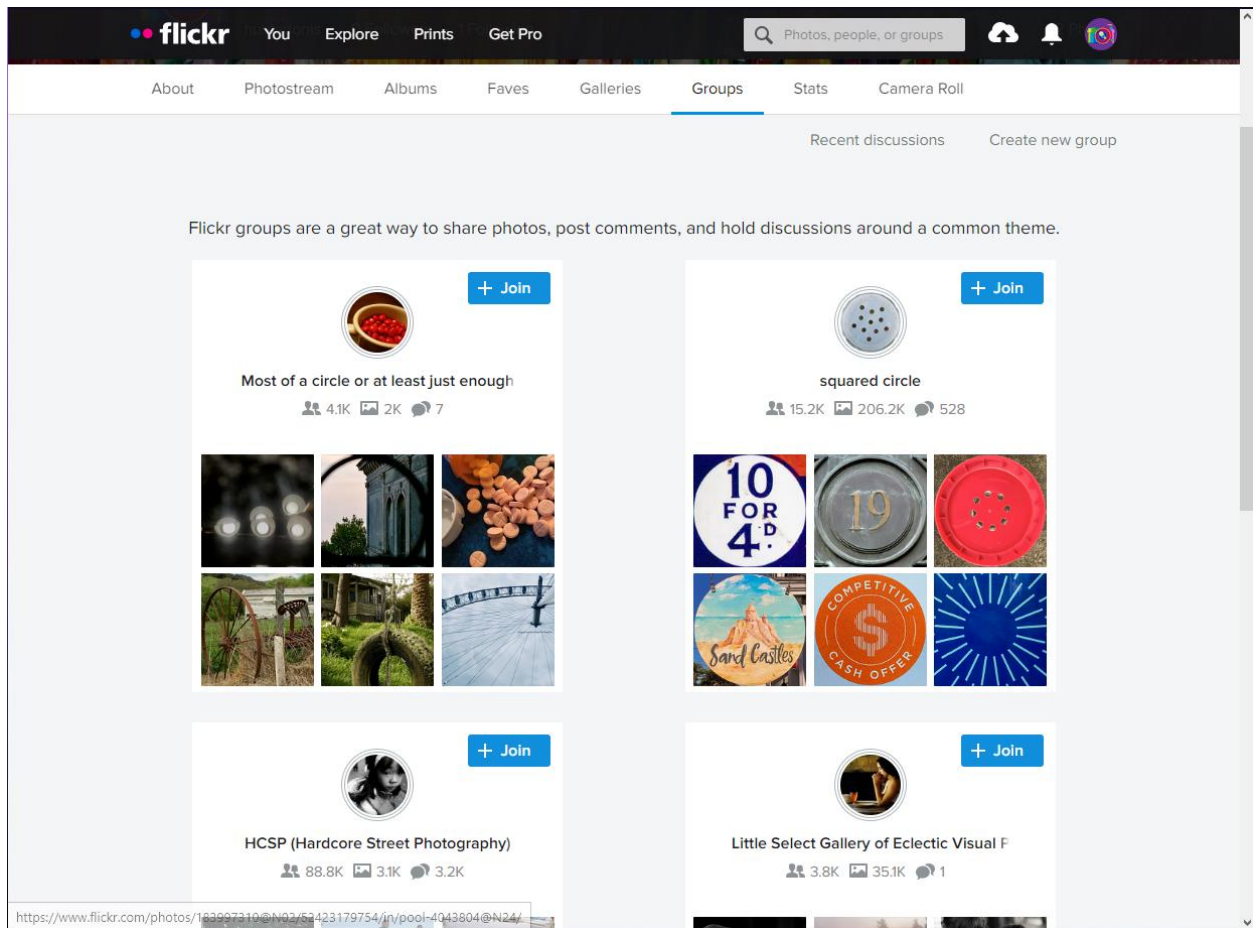 flickr You Explore Prints Get Pro Photos, people, or groups
About Photostream Albums Faves Galleries Groups Stats Camera Roll
Recent discussions Create new group
Flickr groups are a great way to share photos, post comments, and hold discussions around a common theme.
+ Join
Most of a circle or at least just enough
4.1K 2K 7
+ Join
squared circle
15.2K 206.2K 528
10
FOR
4D.
19
Sand Castles
COMPETITIVE
$
CASH OFFER
+ Join
HCSP (Hardcore Street Photography)
88.8K 3.1K 3.2K
+ Join
Little Select Gallery of Eclectic Visual P
3.8K 35.1K 1
https://www.flickr.com/photos/183997310@N02/52423179754/in/pool-4043804@N24/